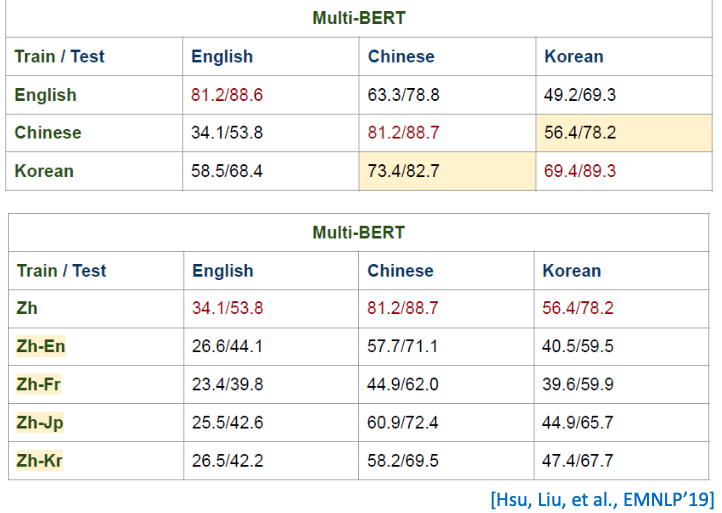 Multi-BERT
Train / Test English Chinese Korean
English 81.2/88.6 63.3/78.8 49.2/69.3
Chinese 34.1/53.8 81.2/88.7 56.4/78.2
Korean 58.5/68.4 73.4/82.7 69.4/89.3
Multi-BERT
Train / Test English Chinese Korean
Zh 34.1/53.8 81.2/88.7 56.4/78.2
Zh-En 26.6/44.1 57.7/71.1 40.5/59.5
Zh-Fr 23.4/39.8 44.9/62.0 39.6/59.9
Zh-Jp 25.5/42.6 60.9/72.4 44.9/65.7
Zh-Kr 26.5/42.2 58.2/69.5 47.4/67.7
[Hsu, Liu, et al., EMNLP’19]